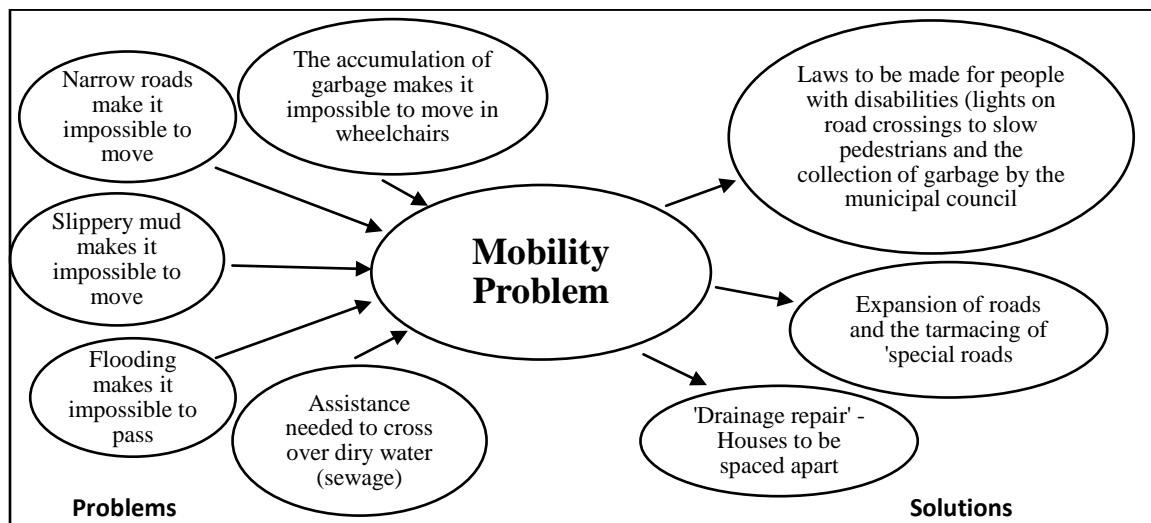 Narrow roads
make it
impossible to
move
The accumulation of
garbage makes it
impossible to move in
wheelchairs
Slippery mud
makes it
impossible to
move
Flooding
makes it
impossible to
pass
Assistance
needed to cross
over diry water
(sewage)
Mobility
Problem
Laws to be made for people
with disabilities (lights on
road crossings to slow
pedestrians and the
collection of garbage by the
municipal council
Expansion of roads
and the tarmacing of
'special roads
'Drainage repair' -
Houses to be
spaced apart
Problems
Solutions